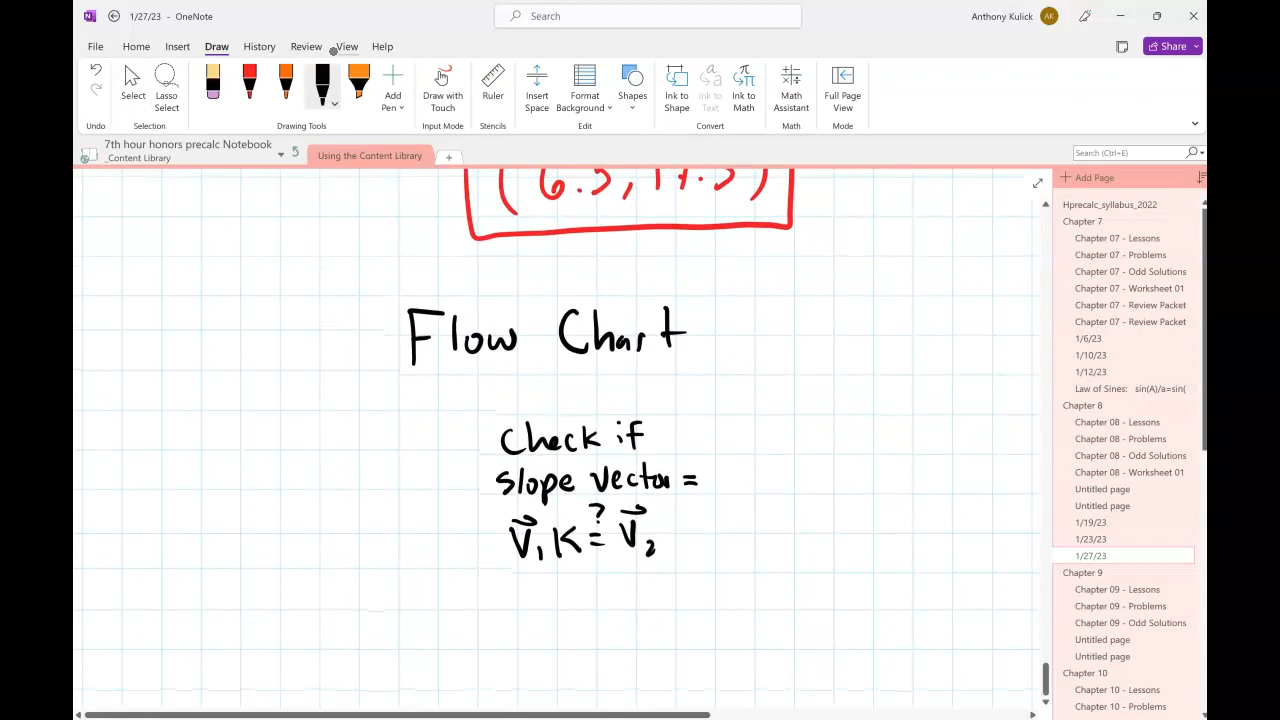 1/27/23 - OneNote
Search
Anthony Kulick
AK
File Home Insert Draw History Review View Help
Share
Select
Lasso Select
Add Pen
Draw with Touch
Ruler
Insert Space
Format Background
Shapes
Ink to Shape
Ink to Text
Ink to Math
Math Assistant
Full Page View
Undo Selection Drawing Tools Input Mode Stencils Edit Convert Math Mode
7th hour honors precalc Notebook
_Content Library
Using the Content Library
+
Search (Ctrl+E)
Add Page
Hprecalc_syllabus_2022
Chapter 7
Chapter 07 - Lessons
Chapter 07 - Problems
Chapter 07 - Odd Solutions
Chapter 07 - Worksheet 01
Chapter 07 - Review Packet
Chapter 07 - Review Packet
1/6/23
1/10/23
1/12/23
Law of Sines: sin(A)/a=sin(
Chapter 8
Chapter 08 - Lessons
Chapter 08 - Problems
Chapter 08 - Odd Solutions
Chapter 08 - Worksheet 01
Untitled page
Untitled page
1/19/23
1/23/23
1/27/23
Chapter 9
Chapter 09 - Lessons
Chapter 09 - Problems
Chapter 09 - Odd Solutions
Untitled page
Untitled page
Chapter 10
Chapter 10 - Lessons
Chapter 10 - Problems
Flow Chart
Check if
slope vector =
V⃗₁K ≟ V⃗₂